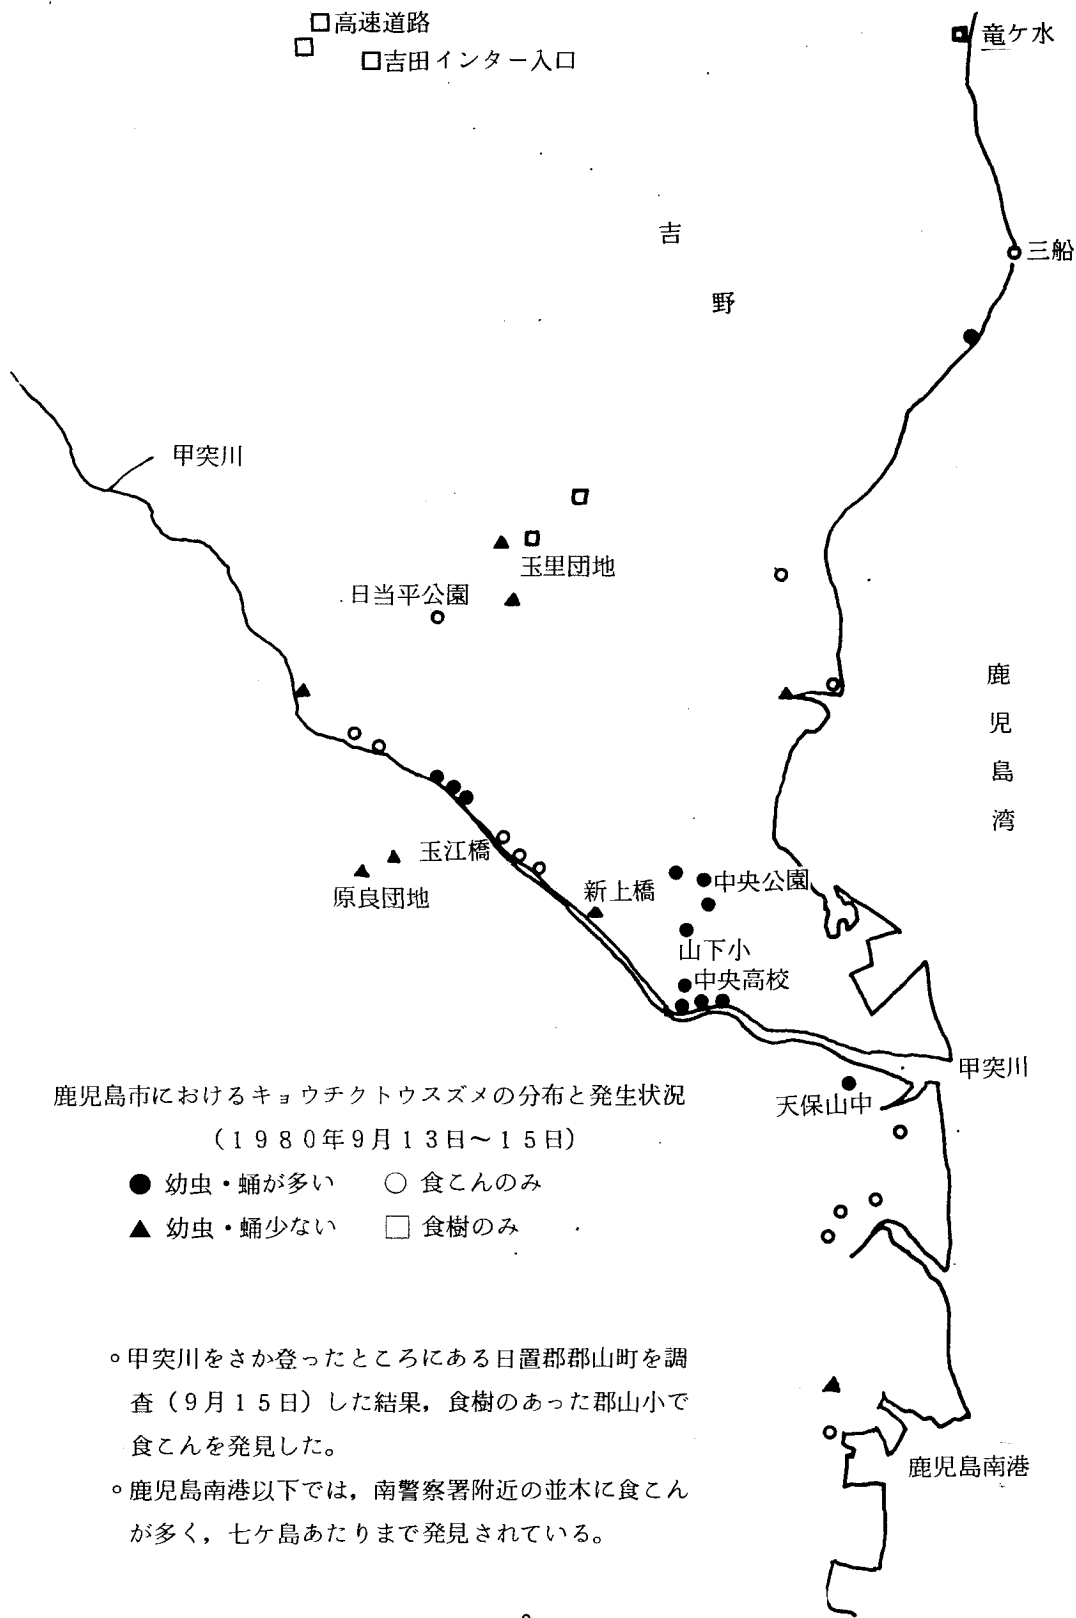 高速道路
吉田インター入口
竜ケ水
吉
野
三船
甲突川
玉里団地
日当平公園
鹿
児
島
湾
玉江橋
原良団地
新上橋
中央公園
山下小
中央高校
甲突川
天保山中
鹿児島市におけるキョウチクトウスズメの分布と発生状況
(1980年9月13日～15日)
● 幼虫・蛹が多い ○ 食こんのみ
▲ 幼虫・蛹少ない □ 食樹のみ
○甲突川をさか登ったところにある日置郡郡山町を調
査(9月15日)した結果，食樹のあった郡山小で
食こんを発見した。
○鹿児島南港以下では，南警察署附近の並木に食こん
が多く，七ケ島あたりまで発見されている。
鹿児島南港